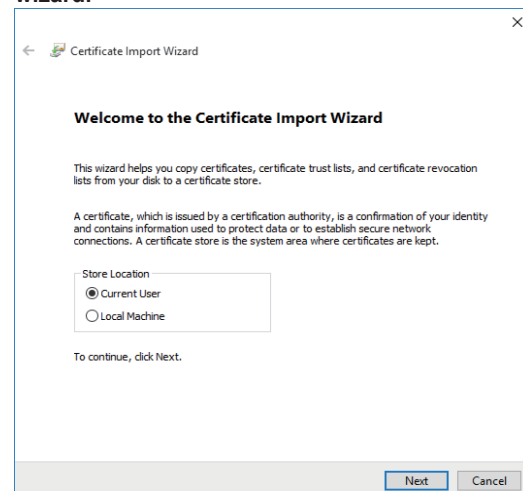 wizard.
Certificate Import Wizard
Welcome to the Certificate Import Wizard
This wizard helps you copy certificates, certificate trust lists, and certificate revocation
lists from your disk to a certificate store.
A certificate, which is issued by a certification authority, is a confirmation of your identity
and contains information used to protect data or to establish secure network
connections. A certificate store is the system area where certificates are kept.
Store Location
Current User
Local Machine
To continue, click Next.
Next Cancel